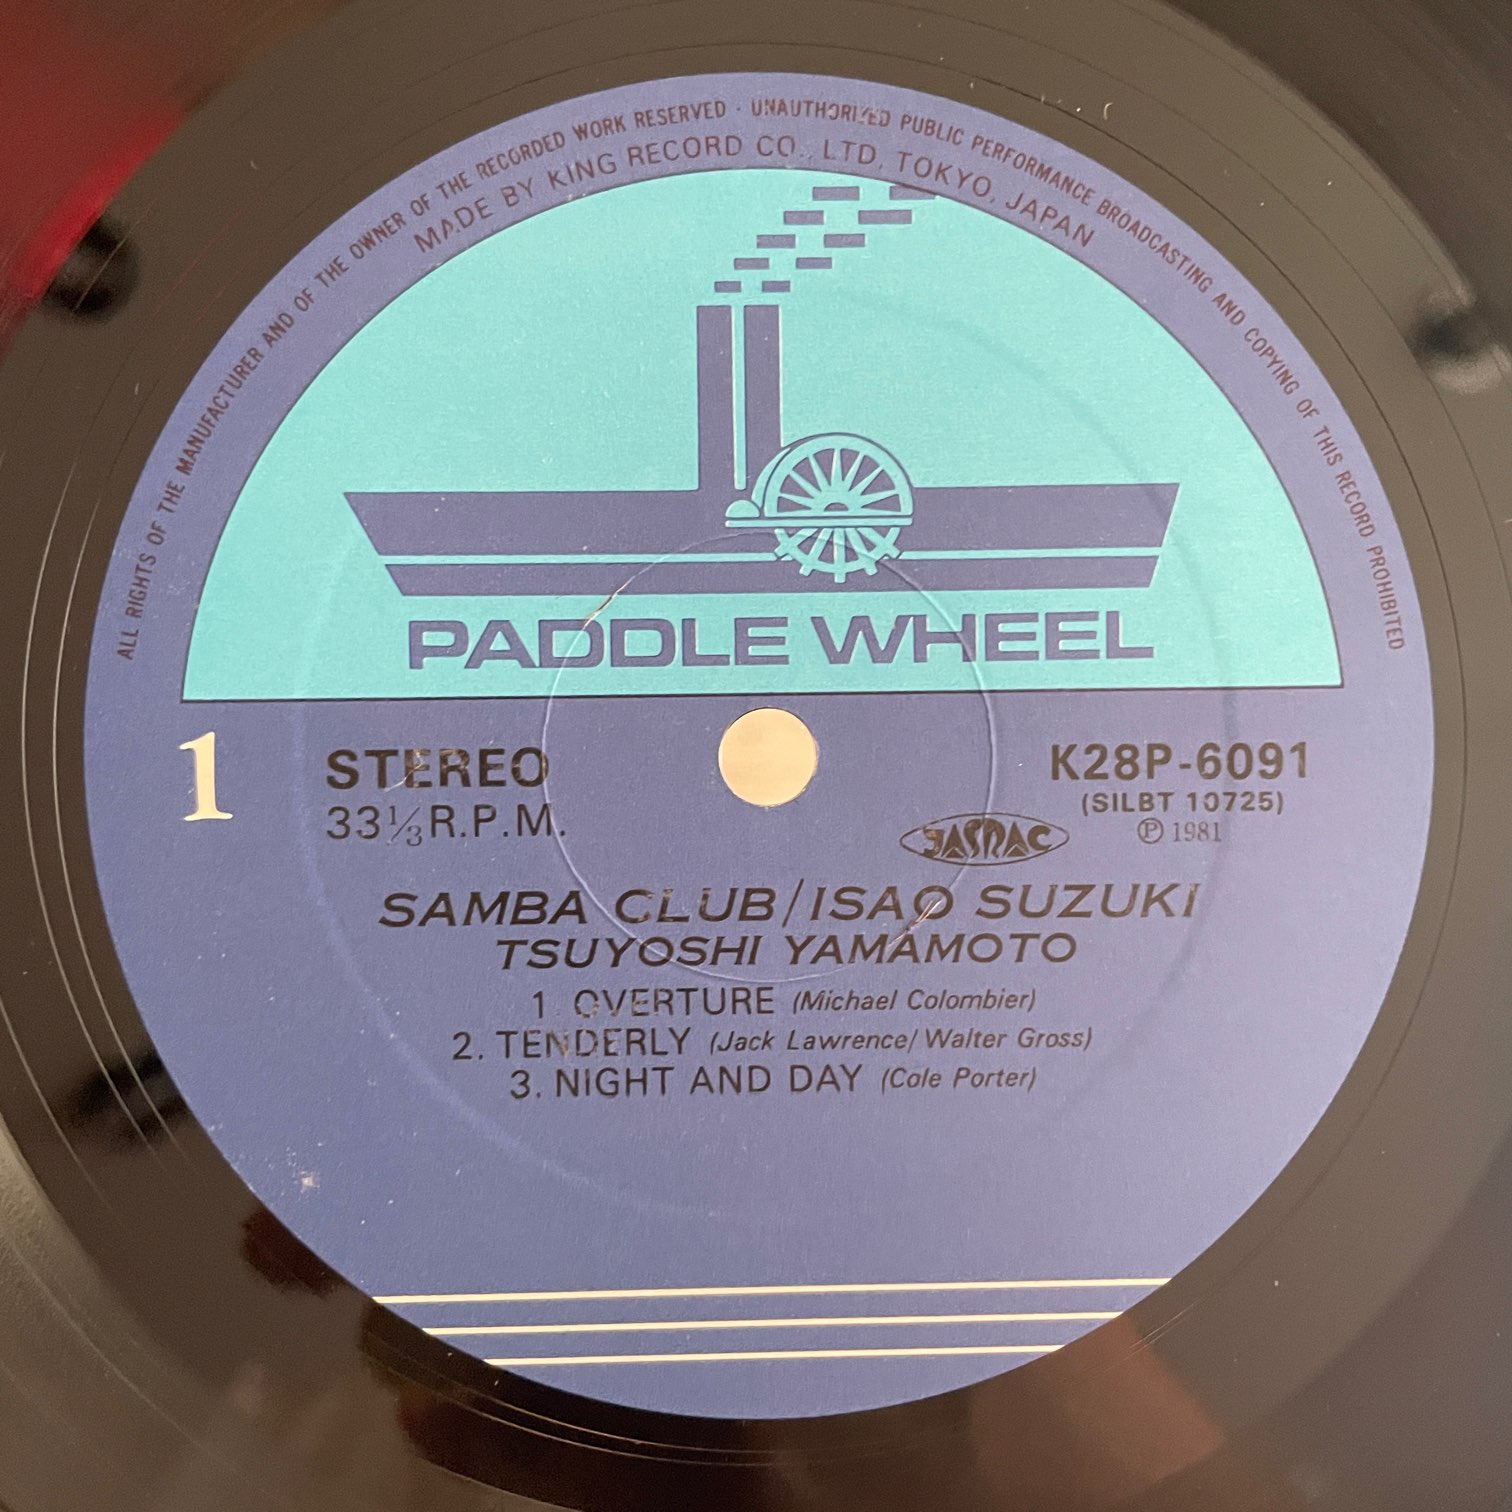 ALL RIGHTS OF THE MANUFACTURER AND OF THE OWNER OF THE RECORDED WORK RESERVED · UNAUTHORIZED PUBLIC PERFORMANCE BROADCASTING AND COPYING OF THIS RECORD PROHIBITED
MADE BY KING RECORD CO., LTD. TOKYO, JAPAN
PADDLE WHEEL
1
STEREO
33⅓ R.P.M.
K28P-6091
(SILBT 10725)
℗ 1981
JASRAC
SAMBA CLUB/ISAO SUZUKI
TSUYOSHI YAMAMOTO
1. OVERTURE (Michael Colombier)
2. TENDERLY (Jack Lawrence/Walter Gross)
3. NIGHT AND DAY (Cole Porter)